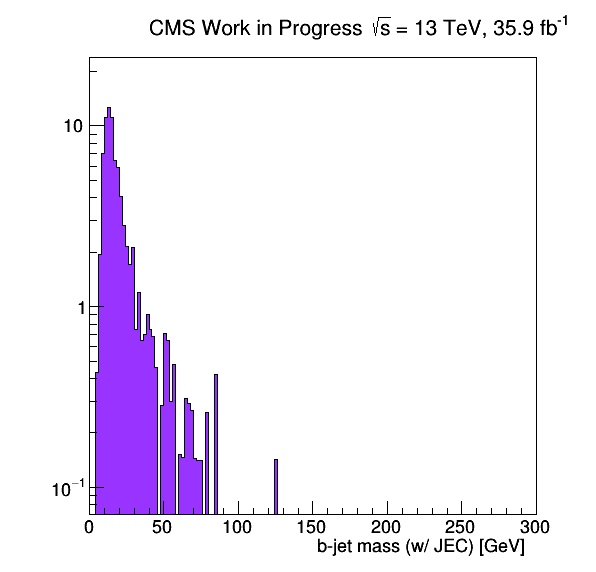 CMS Work in Progress √s = 13 TeV, 35.9 fb⁻¹
10
1
10⁻¹
0 50 100 150 200 250 300
b-jet mass (w/ JEC) [GeV]